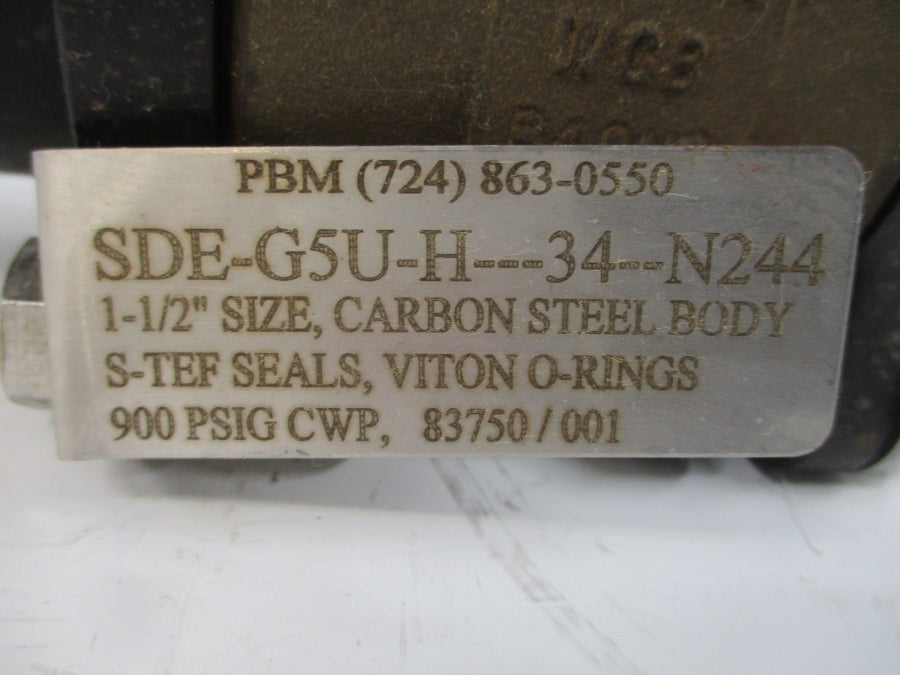 WCB
PBM (724) 863-0550
SDE-G5U-H---34--N244
1-1/2" SIZE, CARBON STEEL BODY
S-TEF SEALS, VITON O-RINGS
900 PSIG CWP, 83750 / 001